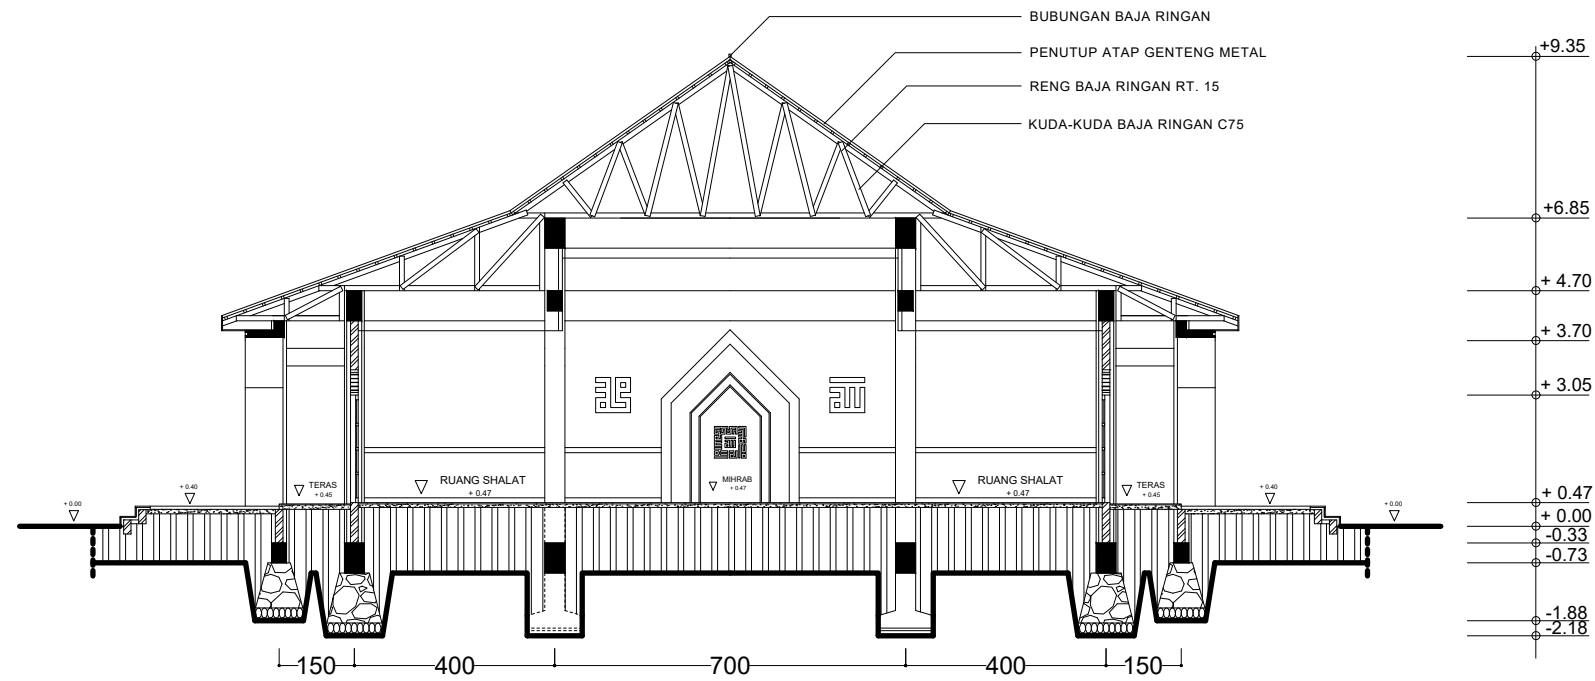 BUBUNGAN BAJA RINGAN
PENUTUP ATAP GENTENG METAL
RENG BAJA RINGAN RT. 15
KUDA-KUDA BAJA RINGAN C75
+9.35
+6.85
+ 4.70
+ 3.70
+ 3.05
+ 0.47
+ 0.00
-0.33
-0.73
-1.88
-2.18
+ 0.00
+ 0.40
TERAS
+ 0.45
RUANG SHALAT
+ 0.47
MIHRAB
+ 0.47
RUANG SHALAT
+ 0.47
TERAS
+ 0.45
+ 0.40
+ 0.00
150
400
700
400
150